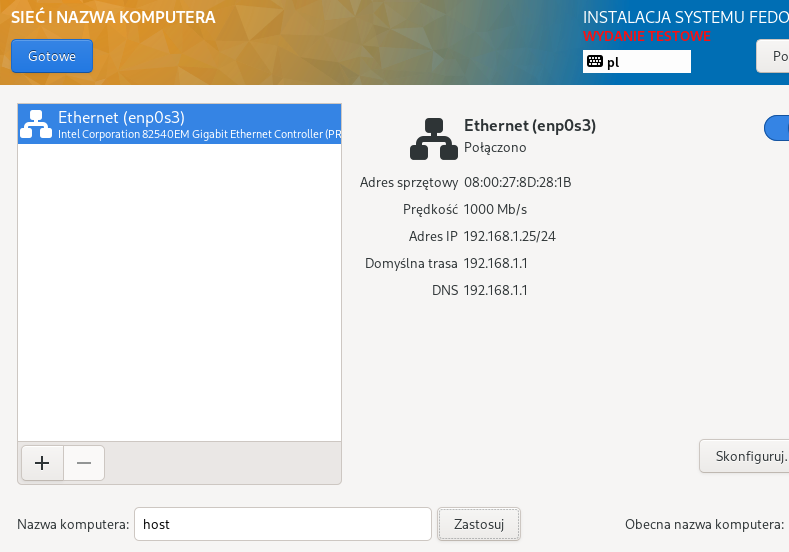 SIEĆ I NAZWA KOMPUTERA
INSTALACJA SYSTEMU FEDO
WYDANIE TESTOWE
Gotowe
pl
Po
Ethernet (enp0s3)
Intel Corporation 82540EM Gigabit Ethernet Controller (PR
Ethernet (enp0s3)
Połączono
Adres sprzętowy 08:00:27:8D:28:1B
Prędkość 1000 Mb/s
Adres IP 192.168.1.25/24
Domyślna trasa 192.168.1.1
DNS 192.168.1.1
Skonfiguruj.
Nazwa komputera: host Zastosuj Obecna nazwa komputera: